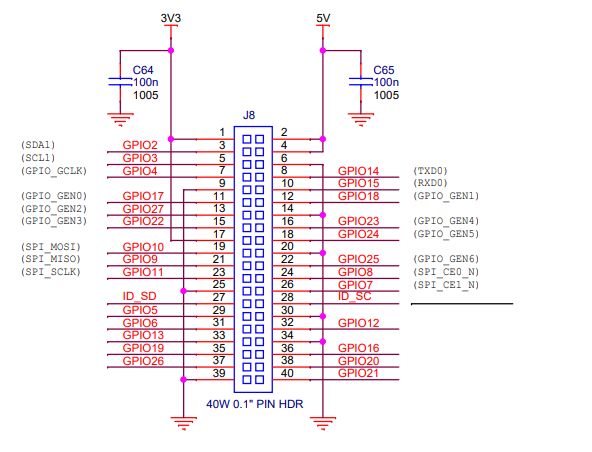 3V3 5V
C64 C65
100n 100n
1005 1005
J8
1 2
(SDA1) GPIO2 3 4
(SCL1) GPIO3 5 6
(GPIO_GCLK) GPIO4 7 8 GPIO14 (TXD0)
9 10 GPIO15 (RXD0)
(GPIO_GEN0) GPIO17 11 12 GPIO18 (GPIO_GEN1)
(GPIO_GEN2) GPIO27 13 14
(GPIO_GEN3) GPIO22 15 16 GPIO23 (GPIO_GEN4)
17 18 GPIO24 (GPIO_GEN5)
(SPI_MOSI) GPIO10 19 20
(SPI_MISO) GPIO9 21 22 GPIO25 (GPIO_GEN6)
(SPI_SCLK) GPIO11 23 24 GPIO8 (SPI_CE0_N)
25 26 GPIO7 (SPI_CE1_N)
ID_SD 27 28 ID_SC
GPIO5 29 30
GPIO6 31 32 GPIO12
GPIO13 33 34
GPIO19 35 36 GPIO16
GPIO26 37 38 GPIO20
39 40 GPIO21
40W 0.1" PIN HDR